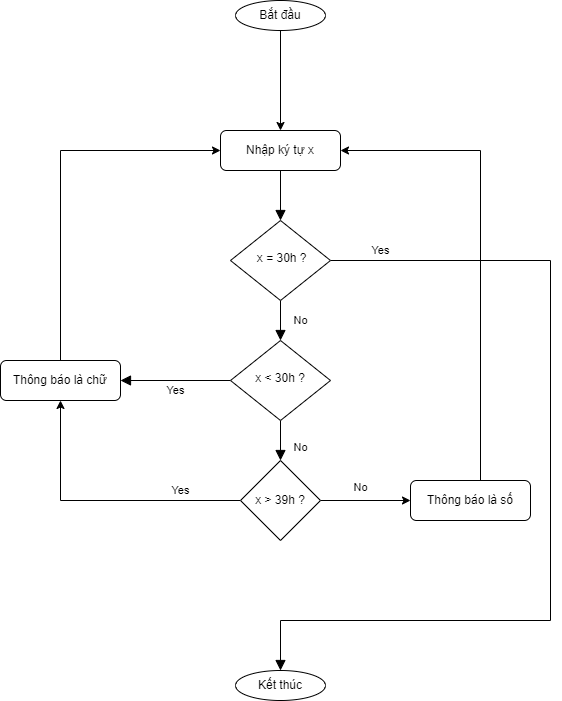 Bắt đầu
Nhập ký tự x
x = 30h ?
Yes
No
x < 30h ?
Thông báo là chữ
Yes
No
x > 39h ?
Yes
No
Thông báo là số
Kết thúc